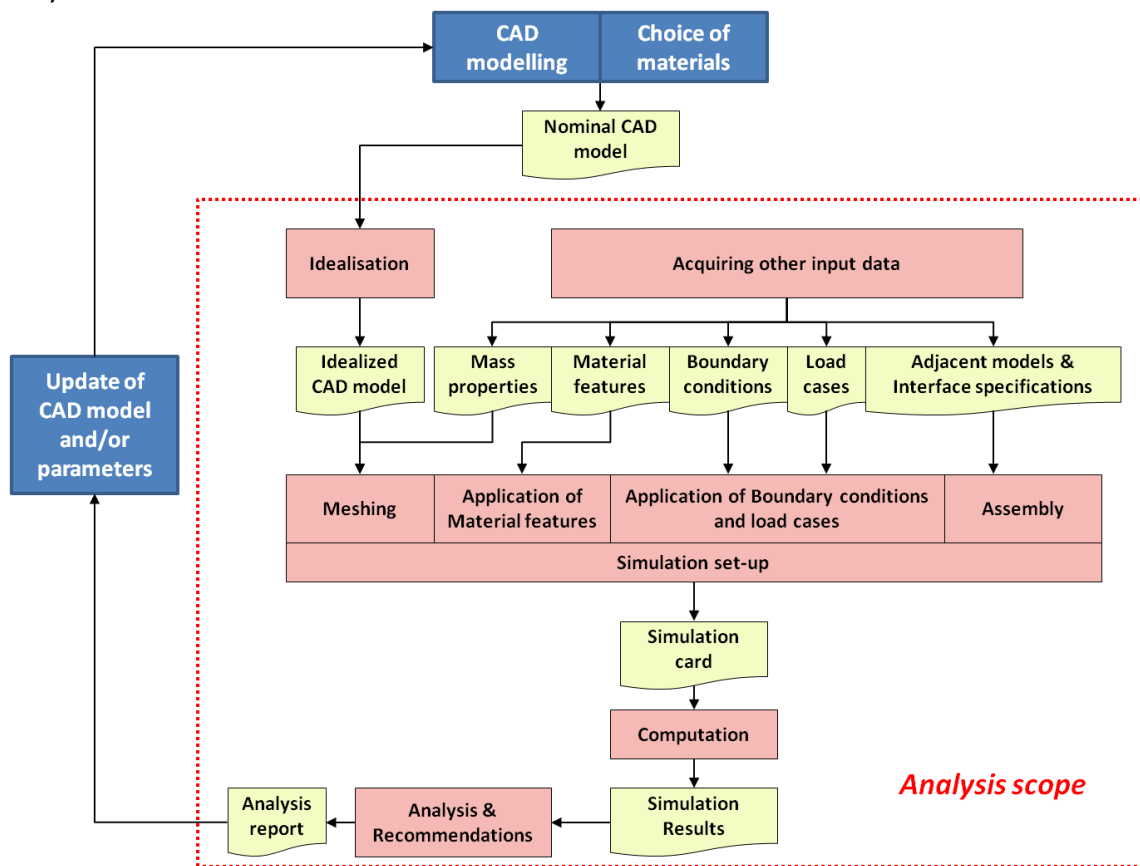 CAD
modelling
Choice of
materials
Nominal CAD
model
Idealisation
Acquiring other input data
Idealized
CAD model
Mass
properties
Material
features
Boundary
conditions
Load
cases
Adjacent models &
Interface specifications
Update of
CAD model
and/or
parameters
Meshing
Application of
Material features
Application of Boundary conditions
and load cases
Assembly
Simulation set-up
Simulation
card
Computation
Analysis scope
Analysis
report
Analysis &
Recommendations
Simulation
Results